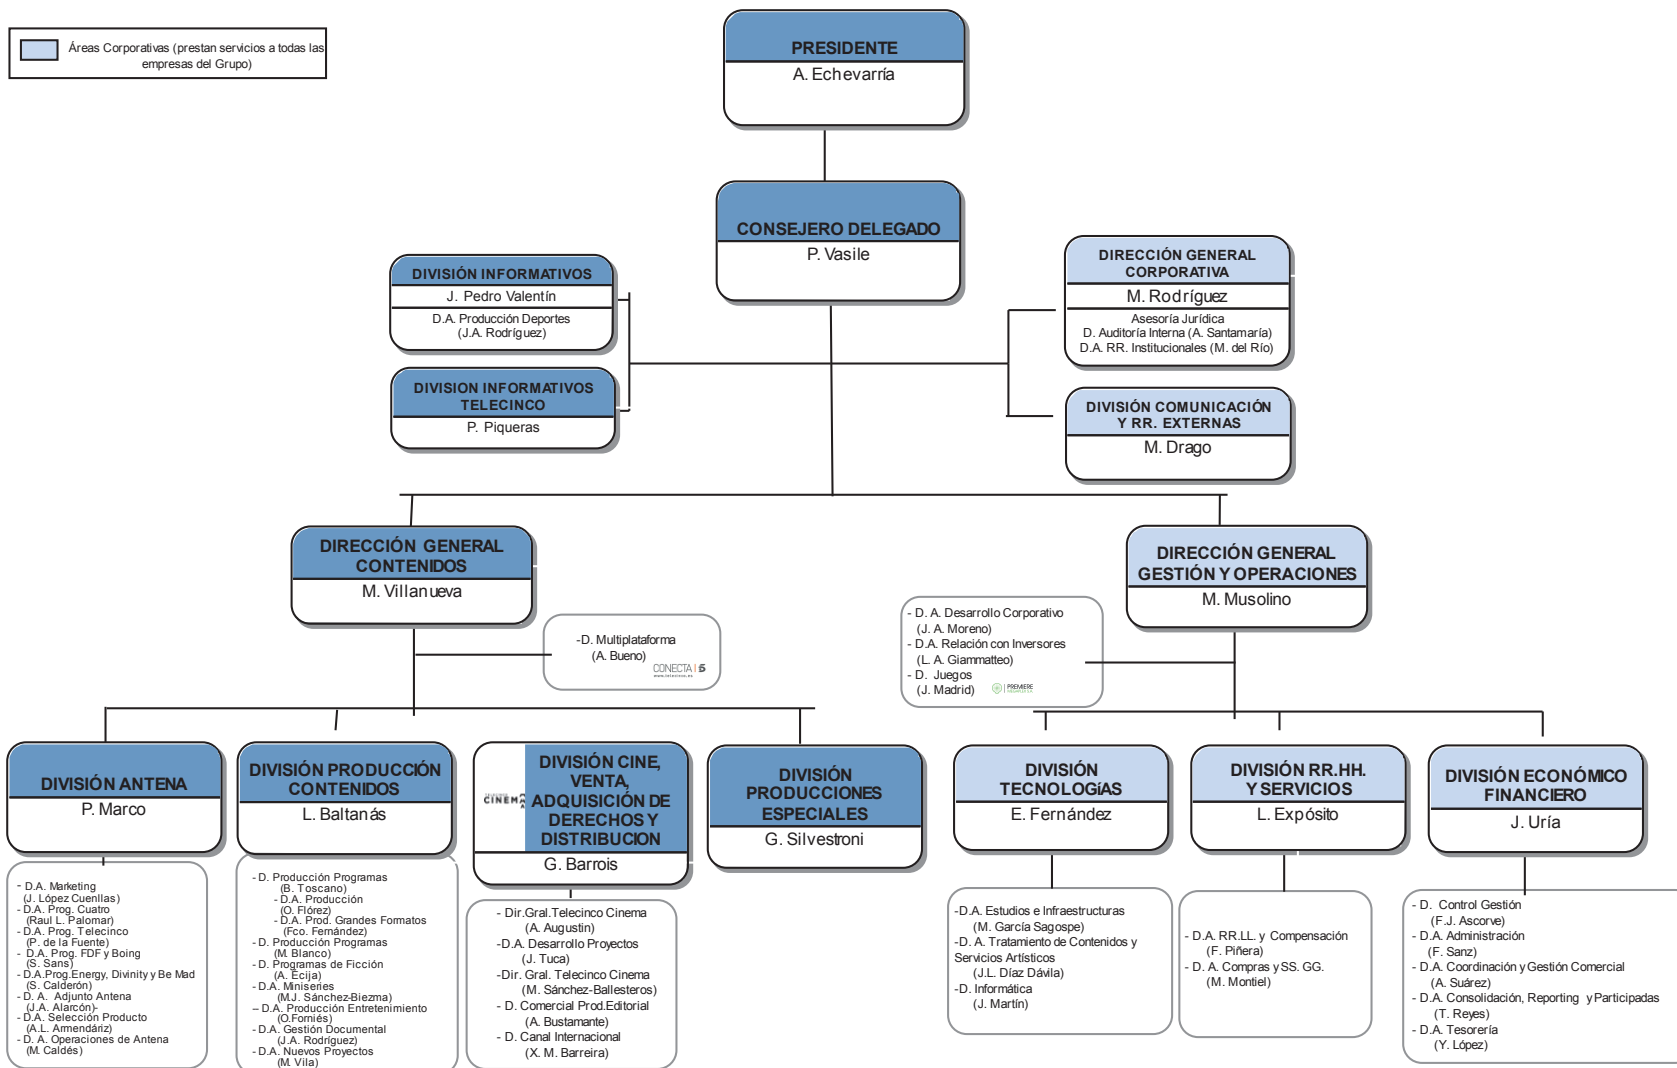 Áreas Corporativas (prestan servicios a todas las
empresas del Grupo)
PRESIDENTE
A. Echevarría
CONSEJERO DELEGADO
P. Vasile
DIVISIÓN INFORMATIVOS
J. Pedro Valentín
D.A. Producción Deportes
(J.A. Rodríguez)
DIVISION INFORMATIVOS
TELECINCO
P. Piqueras
DIRECCIÓN GENERAL
CORPORATIVA
M. Rodríguez
Asesoría Jurídica
D. Auditoría Interna (A. Santamaría)
D.A. RR. Institucionales (M. del Río)
DIVISIÓN COMUNICACIÓN
Y RR. EXTERNAS
M. Drago
DIRECCIÓN GENERAL
CONTENIDOS
M. Villanueva
-D. Multiplataforma
(A. Bueno)
CONECTA | 5
www.telecinco.es
DIRECCIÓN GENERAL
GESTIÓN Y OPERACIONES
M. Musolino
- D. A. Desarrollo Corporativo
(J. A. Moreno)
- D.A. Relación con Inversores
(L. A. Giammatteo)
- D. Juegos
(J. Madrid)
PREMIERE
DIVISIÓN ANTENA
P. Marco
- D.A. Marketing
(J. López Cuenllas)
- D.A. Prog. Cuatro
(Raul L. Palomar)
- D.A. Prog. Telecinco
(P. de la Fuente)
- D.A. Prog. FDF y Boing
(S. Sans)
- D.A.Prog.Energy, Divinity y Be Mad
(S. Calderón)
- D. A. Adjunto Antena
(J.A. Alarcón)-
- D.A. Selección Producto
(A.L. Armendáriz)
- D. A. Operaciones de Antena
(M. Caldés)
DIVISIÓN PRODUCCIÓN
CONTENIDOS
L. Baltanás
- D. Producción Programas
(B. Toscano)
- D.A. Producción
(O. Flórez)
- D.A. Prod. Grandes Formatos
(Fco. Fernández)
- D. Producción Programas
(M. Blanco)
- D. Programas de Ficción
(A. Écija)
- D.A. Miniseries
(M.J. Sánchez-Biezma)
– D.A. Producción Entretenimiento
(O.Forniés)
- D.A. Gestión Documental
(J.A. Rodríguez)
- D.A. Nuevos Proyectos
(M. Vila)
CINEMA
DIVISIÓN CINE,
VENTA,
ADQUISICIÓN DE
DERECHOS Y
DISTRIBUCION
G. Barrois
- Dir.Gral.Telecinco Cinema
(A. Augustin)
-D.A. Desarrollo Proyectos
(J. Tuca)
-Dir. Gral. Telecinco Cinema
(M. Sánchez-Ballesteros)
- D. Comercial Prod.Editorial
(A. Bustamante)
- D. Canal Internacional
(X. M. Barreira)
DIVISIÓN
PRODUCCIONES
ESPECIALES
G. Silvestroni
DIVISIÓN
TECNOLOGíAS
E. Fernández
-D.A. Estudios e Infraestructuras
(M. García Sagospe)
-D. A. Tratamiento de Contenidos y
Servicios Artísticos
(J.L. Díaz Dávila)
-D. Informática
(J. Martín)
DIVISIÓN RR.HH.
Y SERVICIOS
L. Expósito
- D.A. RR.LL. y Compensación
(F. Piñera)
- D. A. Compras y SS. GG.
(M. Montiel)
DIVISIÓN ECONÓMICO
FINANCIERO
J. Uría
- D. Control Gestión
(F.J. Ascorve)
- D.A. Administración
(F. Sanz)
- D.A. Coordinación y Gestión Comercial
(A. Suárez)
- D.A. Consolidación, Reporting y Participadas
(T. Reyes)
- D.A. Tesorería
(Y. López)